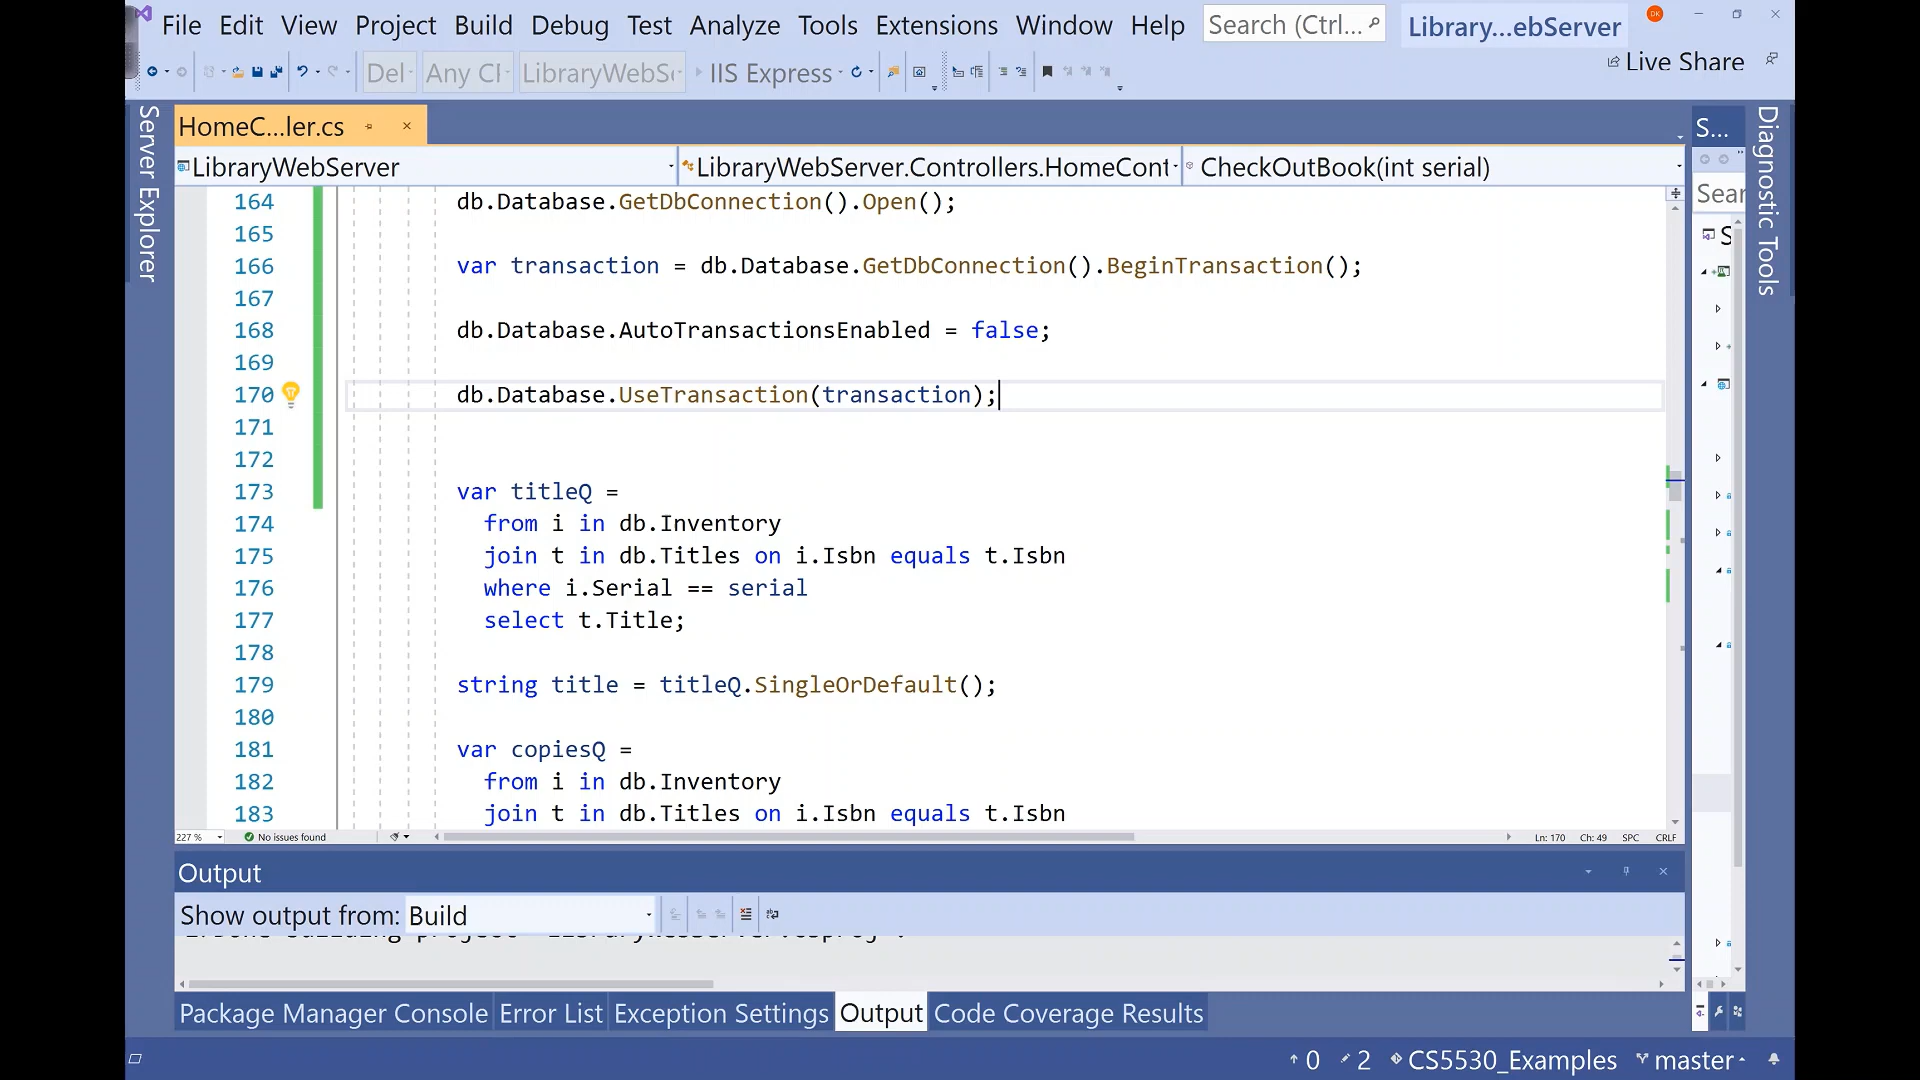 File Edit View Project Build Debug Test Analyze Tools Extensions Window Help Search (Ctrl... Library...ebServer DK
IIS Express
Any
LibraryWebSe
Live Share
Server Explorer
HomeC...ler.cs
LibraryWebServer LibraryWebServer.Controllers.HomeCont CheckOutBook(int serial)
S...
Sear
S
Diagnostic Tools
164 db.Database.GetDbConnection().Open();
165
166 var transaction = db.Database.GetDbConnection().BeginTransaction();
167
168 db.Database.AutoTransactionsEnabled = false;
169
170 db.Database.UseTransaction(transaction);
171
172
173 var titleQ =
174 from i in db.Inventory
175 join t in db.Titles on i.Isbn equals t.Isbn
176 where i.Serial == serial
177 select t.Title;
178
179 string title = titleQ.SingleOrDefault();
180
181 var copiesQ =
182 from i in db.Inventory
183 join t in db.Titles on i.Isbn equals t.Isbn
227 % No issues found Ln: 170 Ch: 49 SPC CRLF
Output
Show output from: Build
Package Manager Console Error List Exception Settings Output Code Coverage Results
0 2 CS5530_Examples master